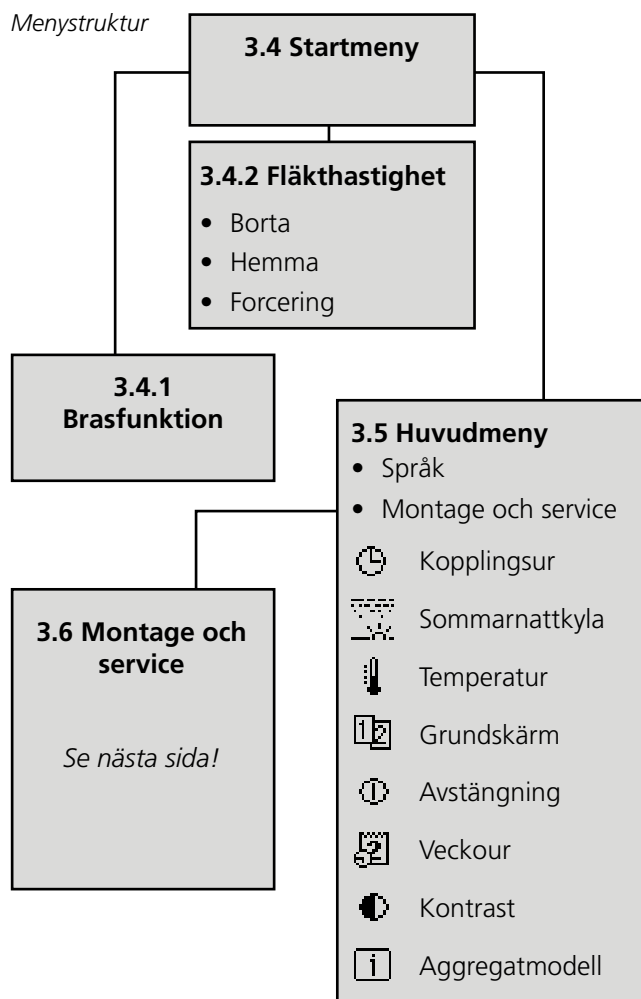 Menystruktur
3.4 Startmeny
3.4.2 Fläkthastighet
• Borta
• Hemma
• Forcering
3.4.1
Brasfunktion
3.5 Huvudmeny
• Språk
• Montage och service
Kopplingsur
Sommarnattkyla
Temperatur
Grundskärm
Avstängning
Veckour
Kontrast
Aggregatmodell
3.6 Montage och
service
Se nästa sida!